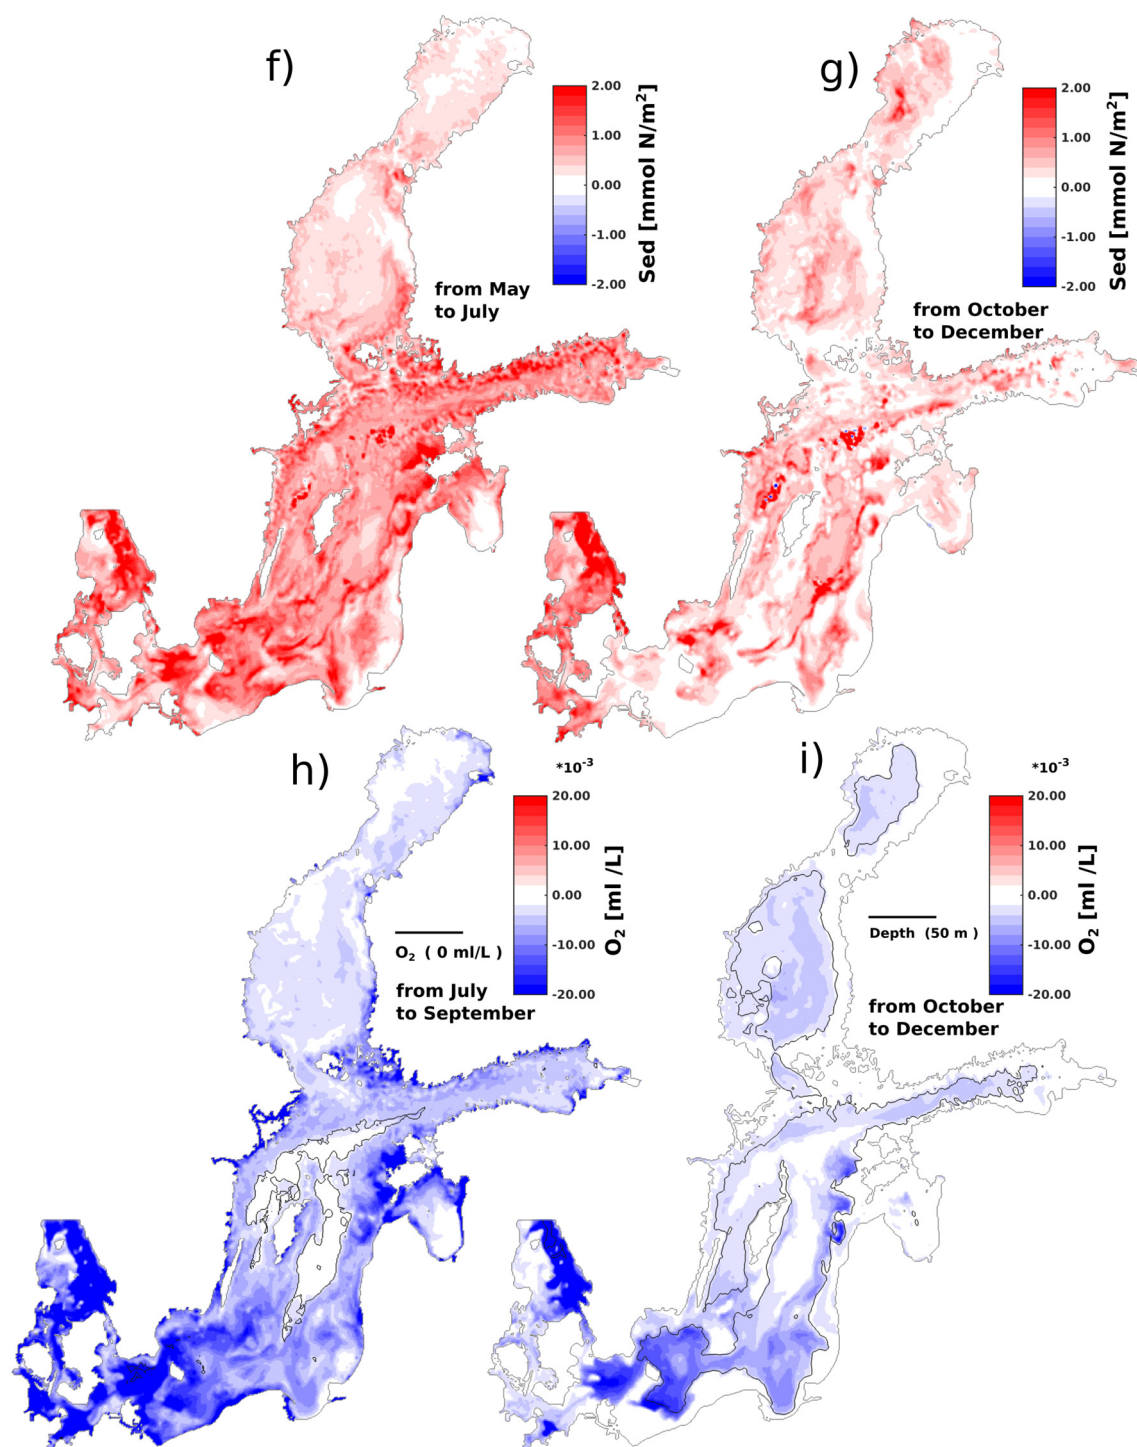 f)
2.00
1.00
0.00
-1.00
-2.00
Sed [mmol N/m²]
from May
to July
g)
2.00
1.00
0.00
-1.00
-2.00
Sed [mmol N/m²]
from October
to December
h)
*10⁻³
20.00
10.00
0.00
-10.00
-20.00
O₂ [ml /L]
O₂ ( 0 ml/L )
from July
to September
i)
*10⁻³
20.00
10.00
0.00
-10.00
-20.00
O₂ [ml /L]
Depth (50 m )
from October
to December